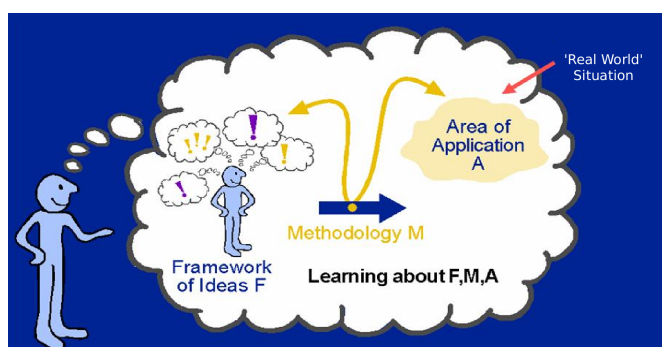 'Real World'
Situation
!!!
!
!
!
Area of
Application
A
Methodology M
Framework
of Ideas F
Learning about F,M,A